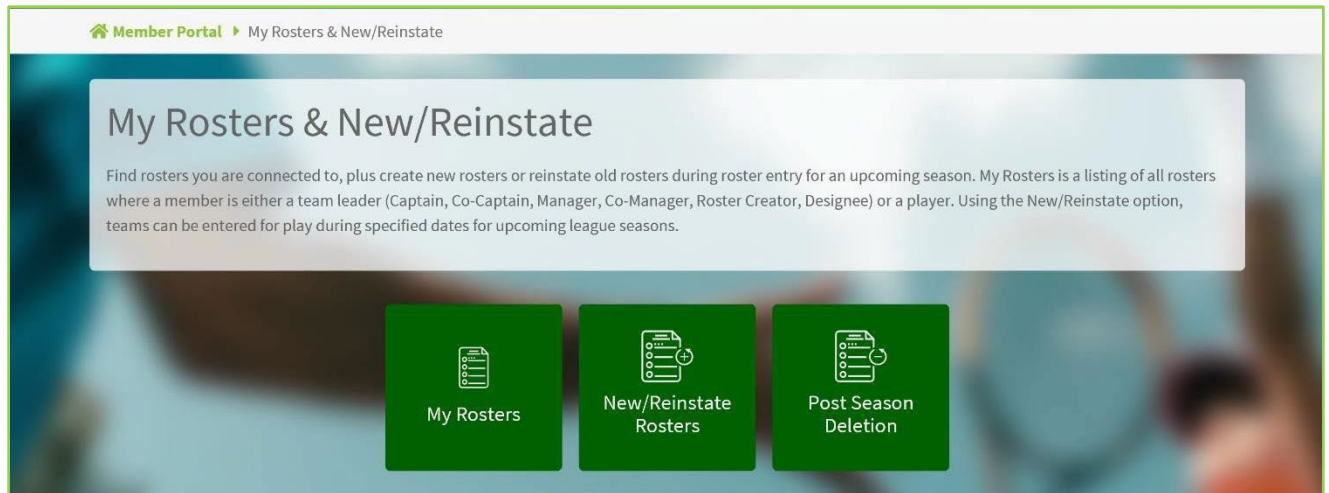 Member Portal My Rosters & New/Reinstate
My Rosters & New/Reinstate
Find rosters you are connected to, plus create new rosters or reinstate old rosters during roster entry for an upcoming season. My Rosters is a listing of all rosters
where a member is either a team leader (Captain, Co-Captain, Manager, Co-Manager, Roster Creator, Designee) or a player. Using the New/Reinstate option,
teams can be entered for play during specified dates for upcoming league seasons.
My Rosters
New/Reinstate
Rosters
Post Season
Deletion